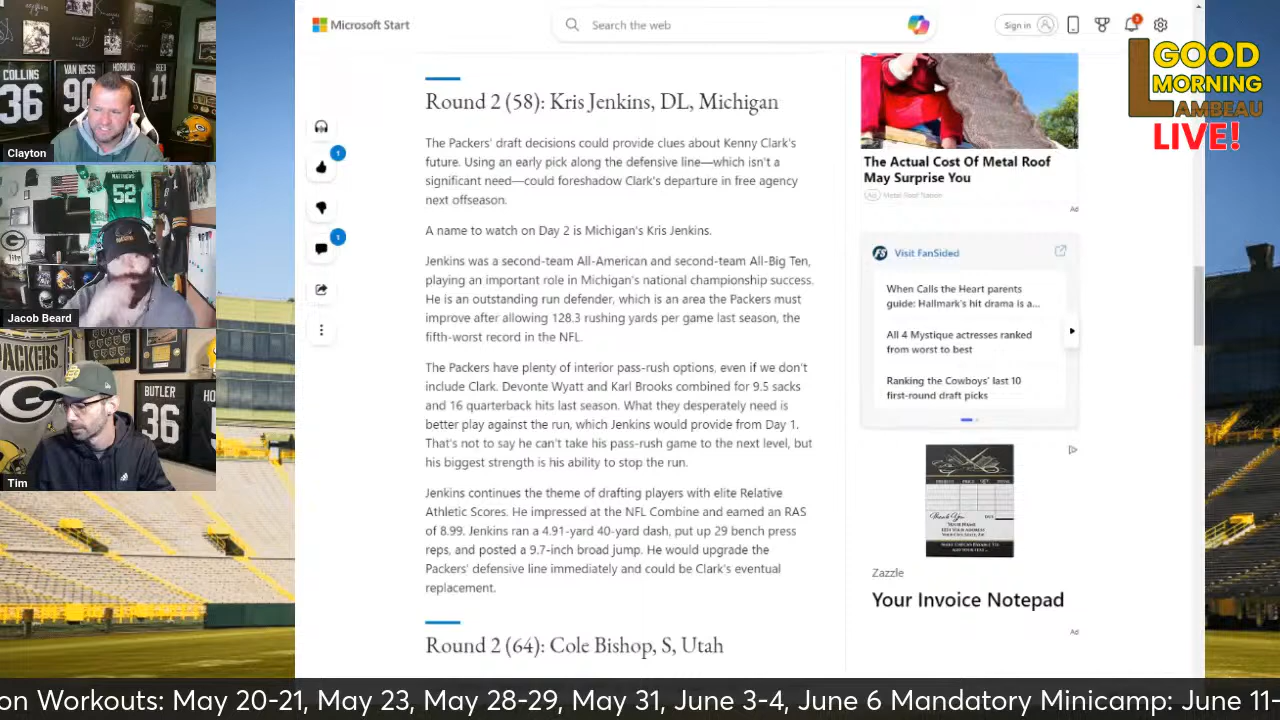 COLLINS
36
VAN NESS
90
HORNUNG
BEER
1
Clayton
MATTHEWS
52
Jacob Beard
PACKERS
BUTLER
36
HO
Tim
Microsoft Start
Search the web
Sign in
3
GOOD
MORNING
LAMBEAU
LIVE!
1
1
Round 2 (58): Kris Jenkins, DL, Michigan
The Packers' draft decisions could provide clues about Kenny Clark's
future. Using an early pick along the defensive line—which isn't a
significant need—could foreshadow Clark's departure in free agency
next offseason.
A name to watch on Day 2 is Michigan's Kris Jenkins.
Jenkins was a second-team All-American and second-team All-Big Ten,
playing an important role in Michigan's national championship success.
He is an outstanding run defender, which is an area the Packers must
improve after allowing 128.3 rushing yards per game last season, the
fifth-worst record in the NFL.
The Packers have plenty of interior pass-rush options, even if we don't
include Clark. Devonte Wyatt and Karl Brooks combined for 9.5 sacks
and 16 quarterback hits last season. What they desperately need is
better play against the run, which Jenkins would provide from Day 1.
That's not to say he can't take his pass-rush game to the next level, but
his biggest strength is his ability to stop the run.
Jenkins continues the theme of drafting players with elite Relative
Athletic Scores. He impressed at the NFL Combine and earned an RAS
of 8.99. Jenkins ran a 4.91-yard 40-yard dash, put up 29 bench press
reps, and posted a 9.7-inch broad jump. He would upgrade the
Packers' defensive line immediately and could be Clark's eventual
replacement.
Round 2 (64): Cole Bishop, S, Utah
The Actual Cost Of Metal Roof
May Surprise You
Ad Metal Roof Nation
Ad
Visit FanSided
When Calls the Heart parents
guide: Hallmark's hit drama is a...
All 4 Mystique actresses ranked
from worst to best
Ranking the Cowboys' last 10
first-round draft picks
Thank You
Zazzle
Your Invoice Notepad
Ad
on Workouts: May 20-21, May 23, May 28-29, May 31, June 3-4, June 6 Mandatory Minicamp: June 11-